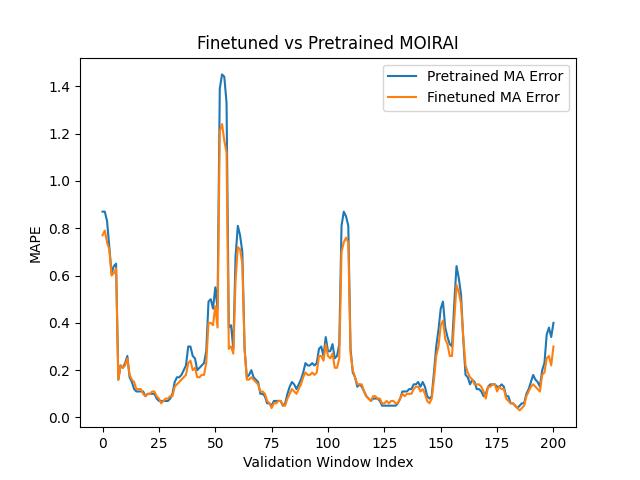 Finetuned vs Pretrained MOIRAI
Pretrained MA Error
Finetuned MA Error
MAPE
1.4
1.2
1.0
0.8
0.6
0.4
0.2
0.0
0 25 50 75 100 125 150 175 200
Validation Window Index